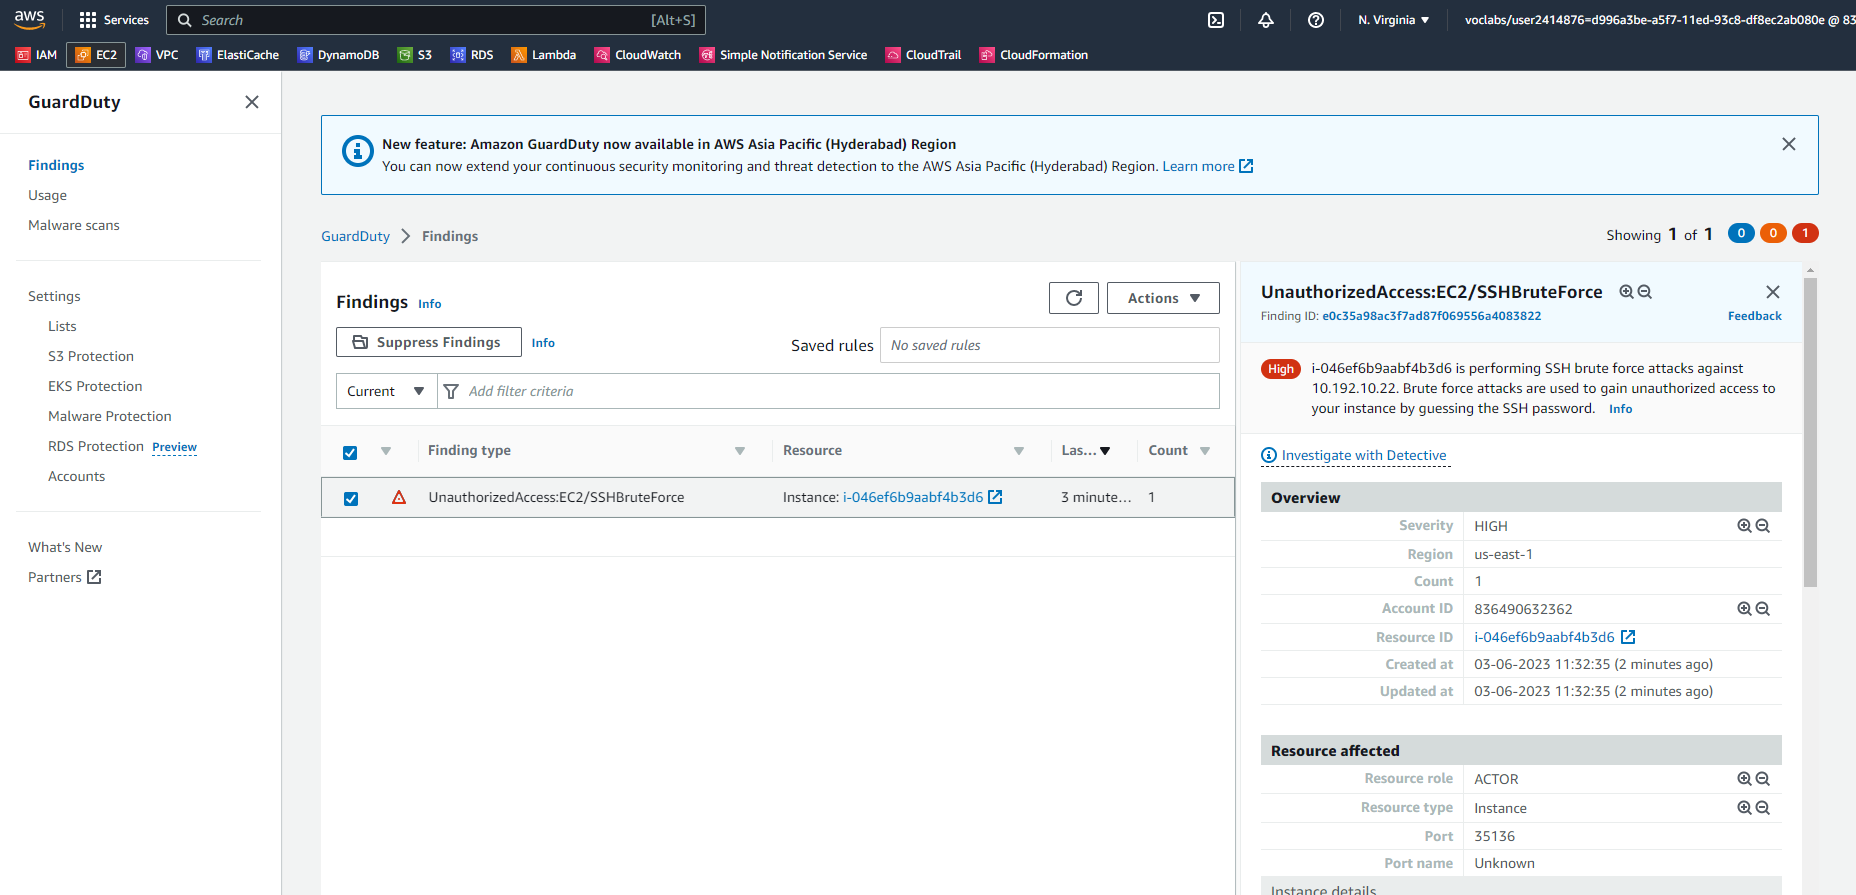 aws
Services
Search
[Alt+S]
N. Virginia
voclabs/user2414876=d996a3be-a5f7-11ed-93c8-df8ec2ab080e @ 83
IAM
EC2
VPC
ElastiCache
DynamoDB
S3
RDS
Lambda
CloudWatch
Simple Notification Service
CloudTrail
CloudFormation
GuardDuty
Findings
Usage
Malware scans
Settings
Lists
S3 Protection
EKS Protection
Malware Protection
RDS Protection Preview
Accounts
What's New
Partners
New feature: Amazon GuardDuty now available in AWS Asia Pacific (Hyderabad) Region
You can now extend your continuous security monitoring and threat detection to the AWS Asia Pacific (Hyderabad) Region. Learn more
GuardDuty
Findings
Showing 1 of 1
0
0
1
Findings Info
Actions
Suppress Findings
Info
Saved rules
No saved rules
Current
Add filter criteria
Finding type
Resource
Las...
Count
UnauthorizedAccess:EC2/SSHBruteForce
Instance: i-046ef6b9aabf4b3d6
3 minute...
1
UnauthorizedAccess:EC2/SSHBruteForce
Finding ID: e0c35a98ac3f7ad87f069556a4083822
Feedback
High
i-046ef6b9aabf4b3d6 is performing SSH brute force attacks against
10.192.10.22. Brute force attacks are used to gain unauthorized access to
your instance by guessing the SSH password. Info
Investigate with Detective
Overview
Severity HIGH
Region us-east-1
Count 1
Account ID 836490632362
Resource ID i-046ef6b9aabf4b3d6
Created at 03-06-2023 11:32:35 (2 minutes ago)
Updated at 03-06-2023 11:32:35 (2 minutes ago)
Resource affected
Resource role ACTOR
Resource type Instance
Port 35136
Port name Unknown
Instance details